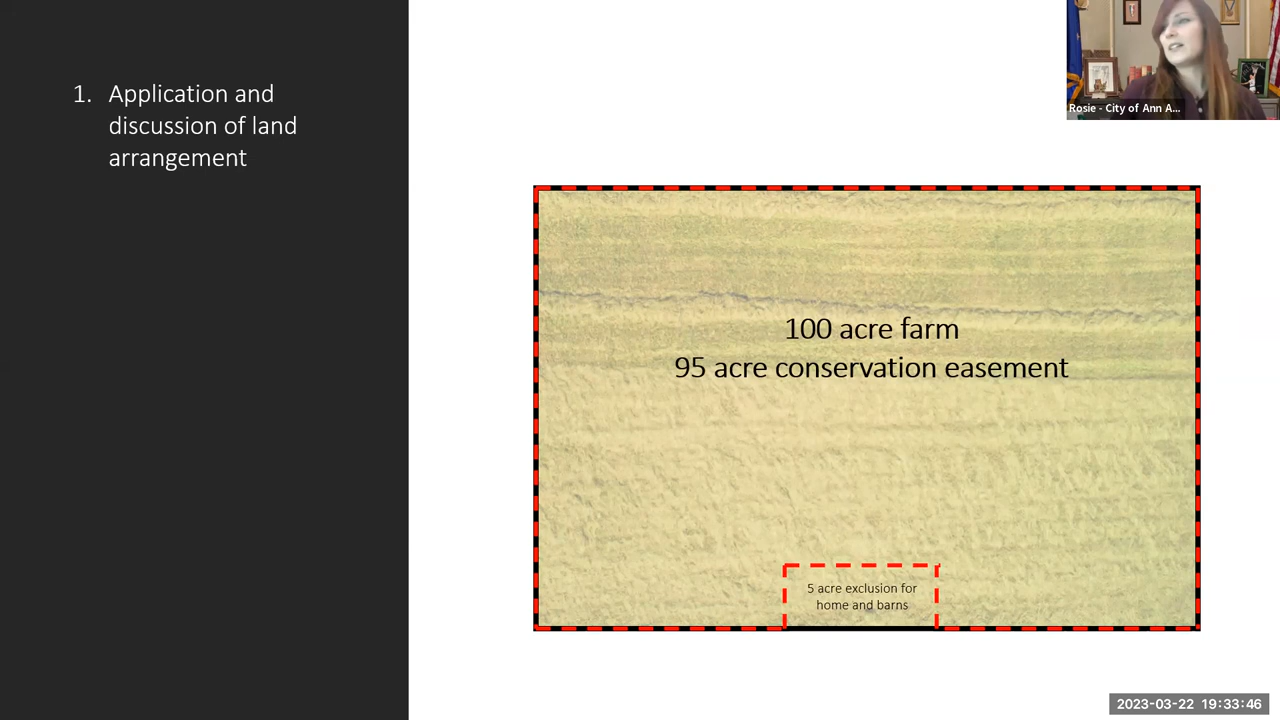 1. Application and
discussion of land
arrangement
Rosie - City of Ann A...
100 acre farm
95 acre conservation easement
5 acre exclusion for
home and barns
2023-03-22 19:33:46